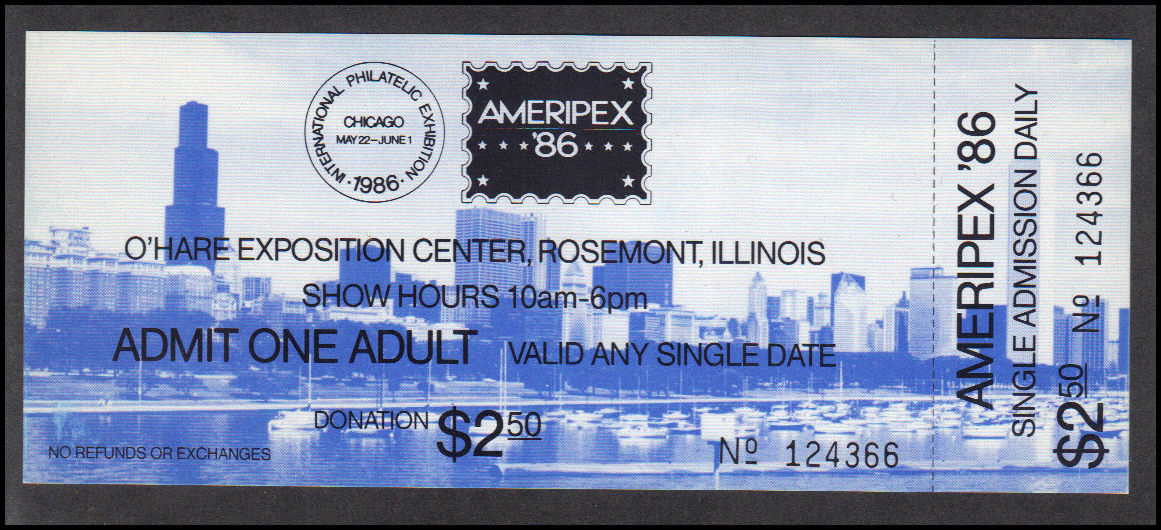 INTERNATIONAL PHILATELIC EXHIBITION
CHICAGO
MAY 22-JUNE 1
·1986·
AMERIPEX
'86
O'HARE EXPOSITION CENTER, ROSEMONT, ILLINOIS
SHOW HOURS 10am-6pm
ADMIT ONE ADULT VALID ANY SINGLE DATE
DONATION $2 50
NO REFUNDS OR EXCHANGES
Nº 124366
AMERIPEX '86
SINGLE ADMISSION DAILY
$2 50 Nº 124366